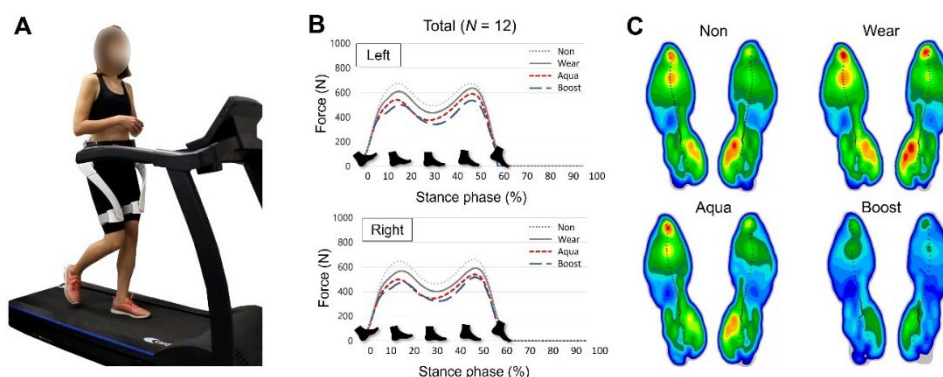 A
B
Total (N = 12)
Left
Non
Wear
Aqua
Boost
Force (N)
1000
800
600
400
200
0
0 10 20 30 40 50 60 70 80 90 100
Stance phase (%)
Right
Non
Wear
Aqua
Boost
Force (N)
1000
800
600
400
200
0
0 10 20 30 40 50 60 70 80 90 100
Stance phase (%)
C
Non
Wear
Aqua
Boost